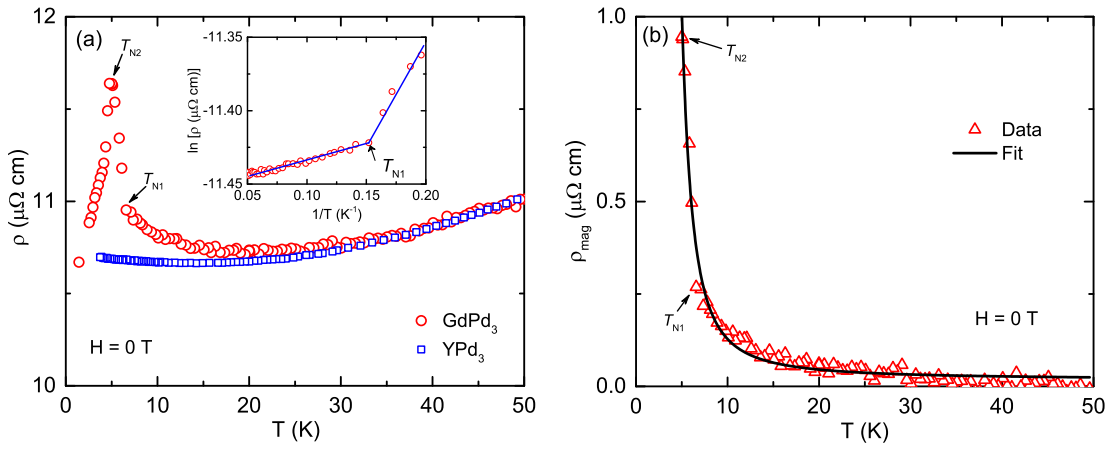 (a)
12
11
10
ρ (μΩ cm)
0 10 20 30 40 50
T (K)
T_N2
T_N1
GdPd₃
YPd₃
H = 0 T
-11.35
-11.40
-11.45
ln [ρ (μΩ cm)]
0.05 0.10 0.15 0.20
1/T (K⁻¹)
T_N1
(b)
1.0
0.5
0.0
ρ_mag (μΩ cm)
0 10 20 30 40 50
T (K)
T_N2
T_N1
Data
Fit
H = 0 T